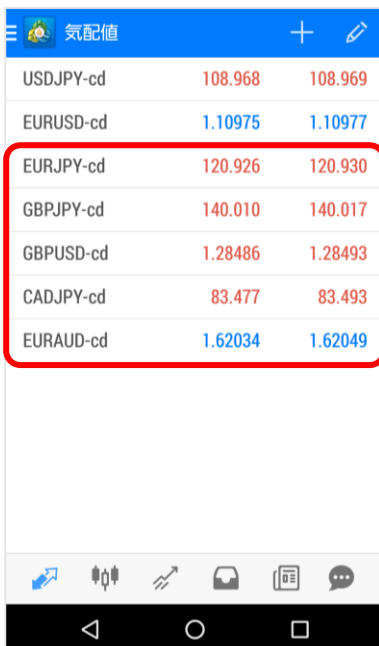 気配値
USDJPY-cd 108.968 108.969
EURUSD-cd 1.10975 1.10977
EURJPY-cd 120.926 120.930
GBPJPY-cd 140.010 140.017
GBPUSD-cd 1.28486 1.28493
CADJPY-cd 83.477 83.493
EURAUD-cd 1.62034 1.62049